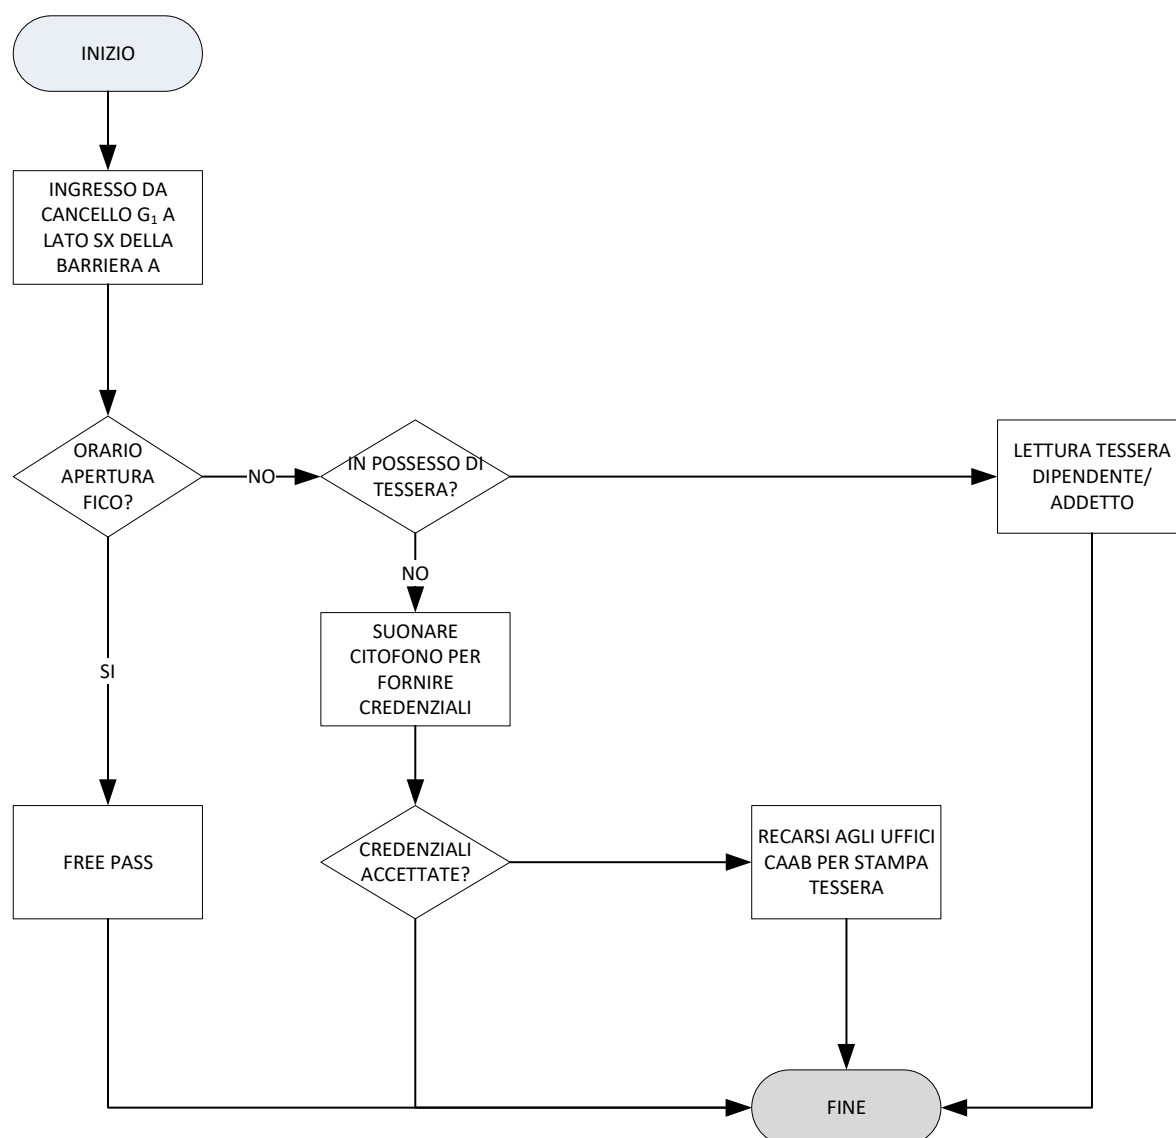 INIZIO
INGRESSO DA
CANCELLO G₁ A
LATO SX DELLA
BARRIERA A
ORARIO
APERTURA
FICO?
NO
IN POSSESSO DI
TESSERA?
LETTURA TESSERA
DIPENDENTE/
ADDETTO
NO
SUONARE
CITOFONO PER
FORNIRE
CREDENZIALI
SI
FREE PASS
CREDENZIALI
ACCETTATE?
RECARSI AGLI UFFICI
CAAB PER STAMPA
TESSERA
FINE